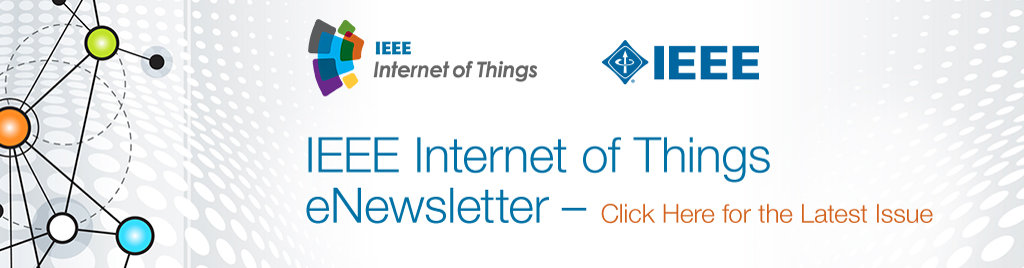 IEEE
Internet of Things
IEEE
IEEE Internet of Things
eNewsletter – Click Here for the Latest Issue